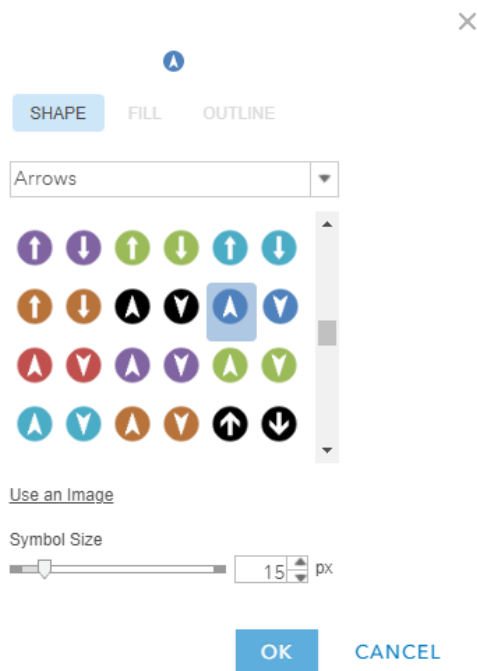 SHAPE FILL OUTLINE
Arrows
Use an Image
Symbol Size
15 px
OK CANCEL